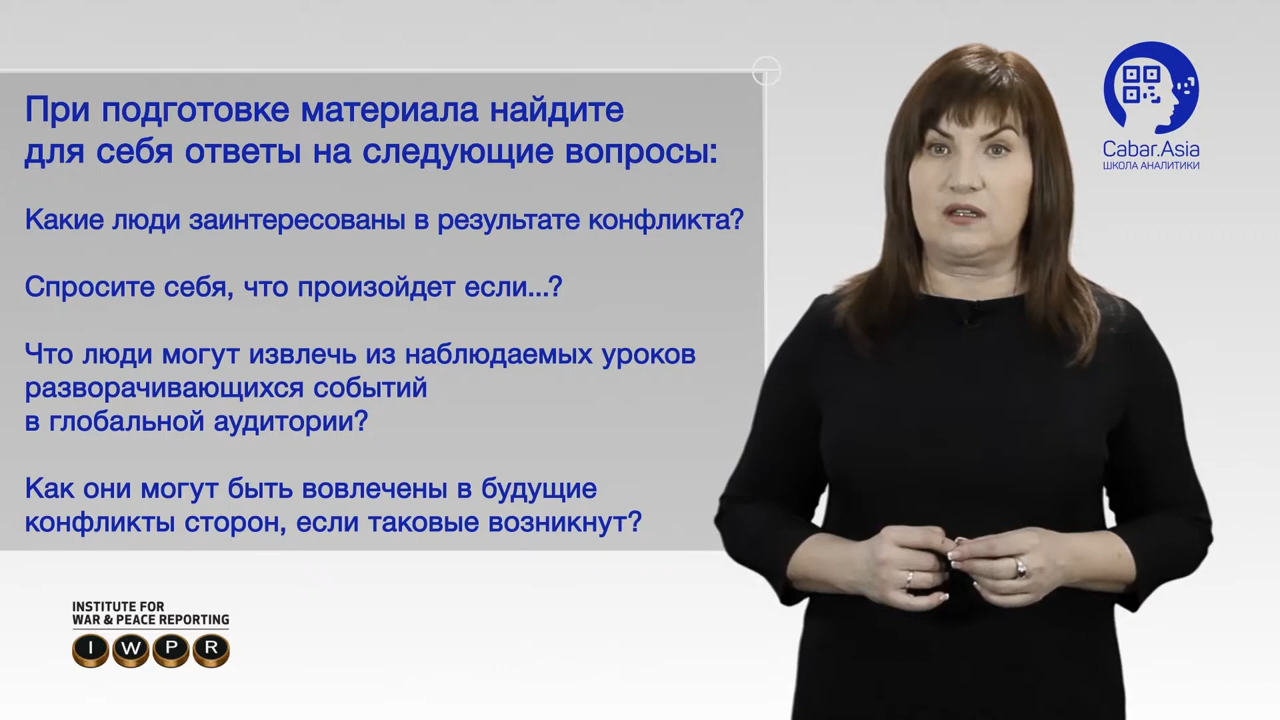 При подготовке материала найдите
для себя ответы на следующие вопросы:
Какие люди заинтересованы в результате конфликта?
Спросите себя, что произойдет если...?
Что люди могут извлечь из наблюдаемых уроков
разворачивающихся событий
в глобальной аудитории?
Как они могут быть вовлечены в будущие
конфликты сторон, если таковые возникнут?
Cabar.Asia
ШКОЛА АНАЛИТИКИ
INSTITUTE FOR
WAR & PEACE REPORTING
I W P R